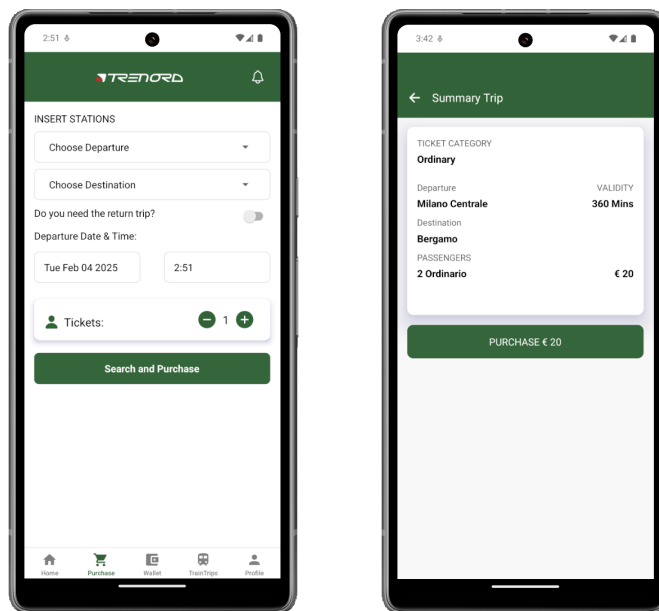 2:51
TRENORD
INSERT STATIONS
Choose Departure
Choose Destination
Do you need the return trip?
Departure Date & Time:
Tue Feb 04 2025
2:51
Tickets:
1
Search and Purchase
Home
Purchase
Wallet
TrainTrips
Profile
3:42
Summary Trip
TICKET CATEGORY
Ordinary
Departure
VALIDITY
Milano Centrale
360 Mins
Destination
Bergamo
PASSENGERS
2 Ordinario
€ 20
PURCHASE € 20